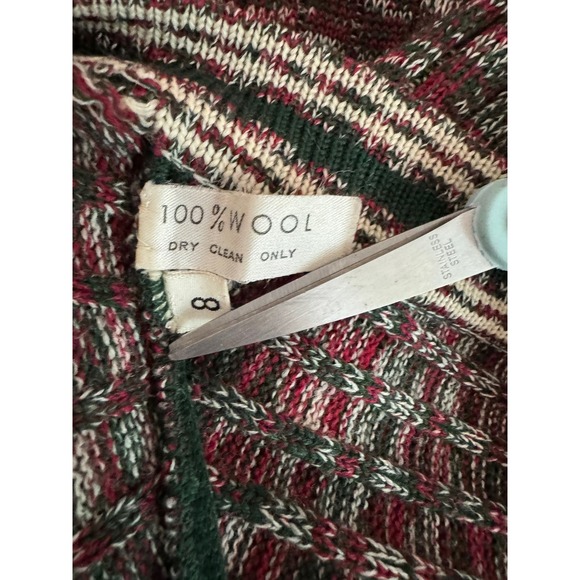 100% WOOL
DRY CLEAN ONLY
8
STAINLESS
STEEL